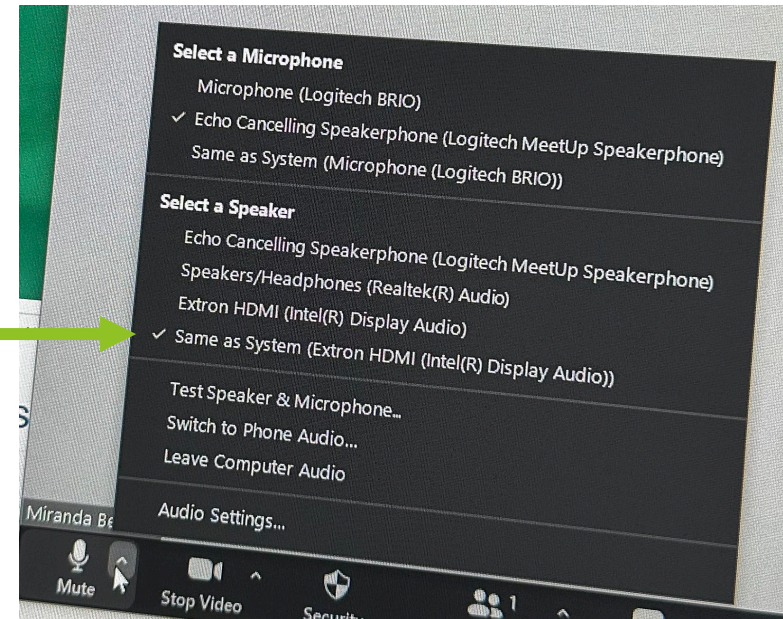 Select a Microphone
Microphone (Logitech BRIO)
✓ Echo Cancelling Speakerphone (Logitech MeetUp Speakerphone)
Same as System (Microphone (Logitech BRIO))
Select a Speaker
Echo Cancelling Speakerphone (Logitech MeetUp Speakerphone)
Speakers/Headphones (Realtek(R) Audio)
Extron HDMI (Intel(R) Display Audio)
✓ Same as System (Extron HDMI (Intel(R) Display Audio))
Test Speaker & Microphone...
Switch to Phone Audio...
Leave Computer Audio
Audio Settings...
Miranda Be
1
Mute
Stop Video